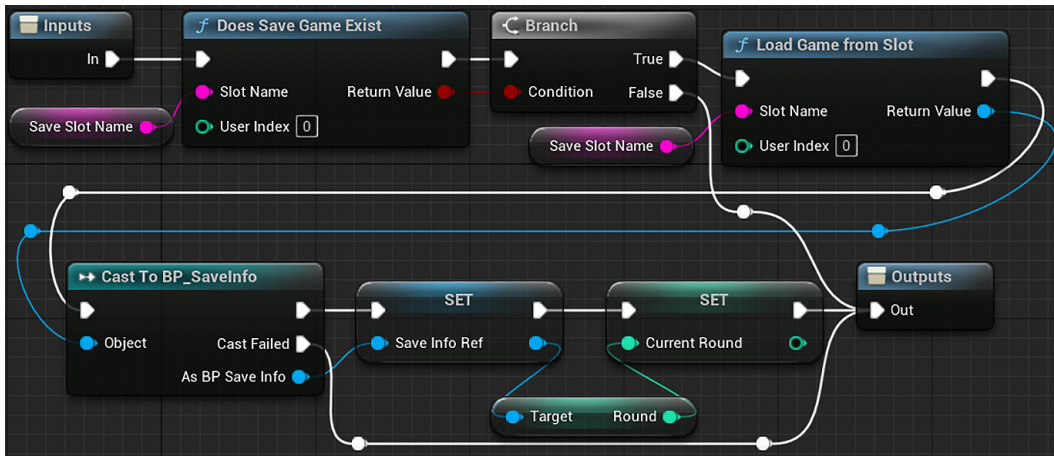 Inputs
In
Save Slot Name
Does Save Game Exist
Slot Name
Return Value
User Index 0
Branch
True
False
Condition
Save Slot Name
Load Game from Slot
Slot Name
Return Value
User Index 0
Cast To BP_SaveInfo
Object
Cast Failed
As BP Save Info
SET
Save Info Ref
SET
Current Round
Target Round
Outputs
Out